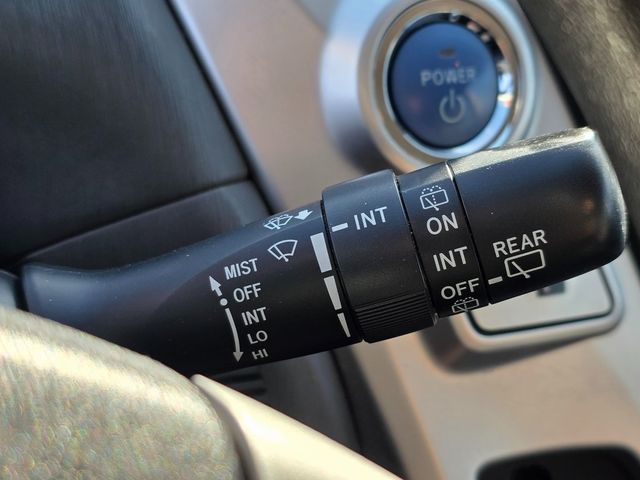 POWER
INT
ON
INT
OFF
REAR
MIST
OFF
INT
LO
HI